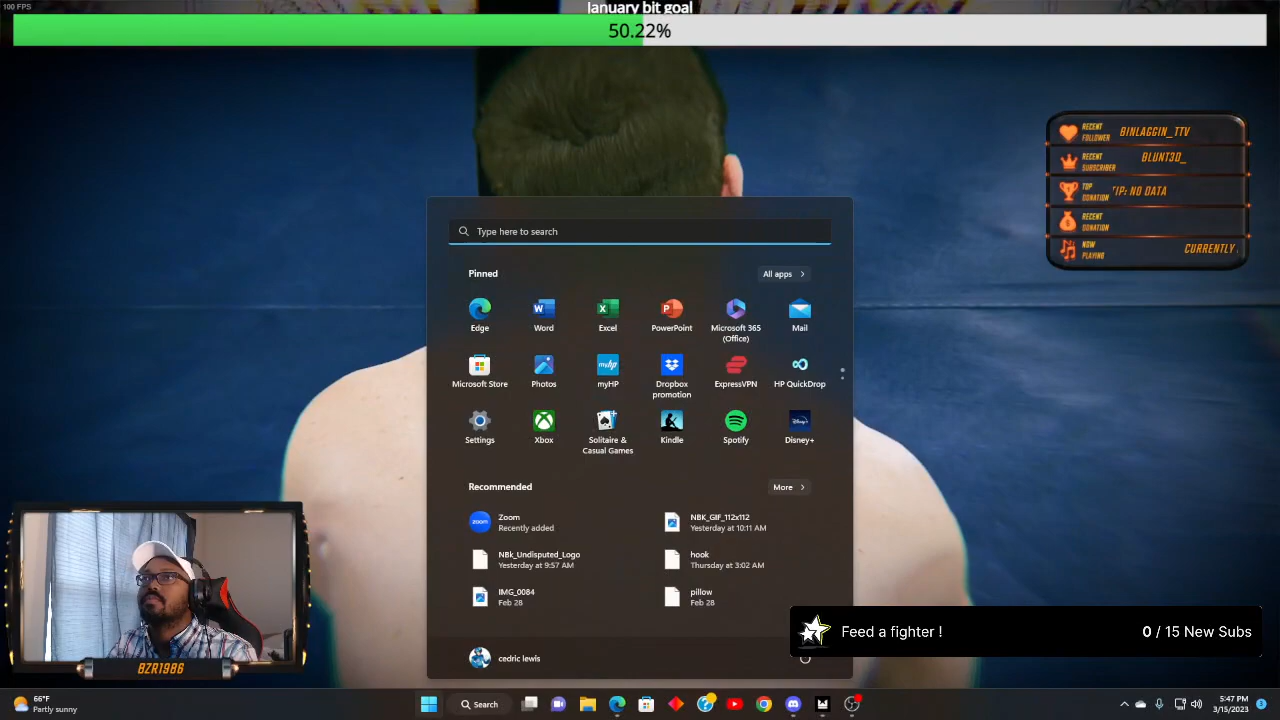 100 FPS
January bit goal
50.22%
RECENT FOLLOWER BINLAGGIN_TTV
RECENT SUBSCRIBER BLUNT3D_
TOP DONATION TIP: NO DATA
RECENT DONATION
NOW PLAYING CURRENTLY
Type here to search
Pinned
All apps
Edge
Word
Excel
PowerPoint
Microsoft 365 (Office)
Mail
Microsoft Store
Photos
myHP
Dropbox promotion
ExpressVPN
HP QuickDrop
Settings
Xbox
Solitaire & Casual Games
Kindle
Spotify
Disney+
Recommended
More
Zoom
Recently added
NBK_GIF_112x112
Yesterday at 10:11 AM
NBk_Undisputed_Logo
Yesterday at 9:57 AM
hook
Thursday at 3:02 AM
IMG_0084
Feb 28
pillow
Feb 28
Feed a fighter !
0 / 15 New Subs
cedric lewis
BZR1986
66°F
Partly sunny
Search
5:47 PM
3/15/2023
3